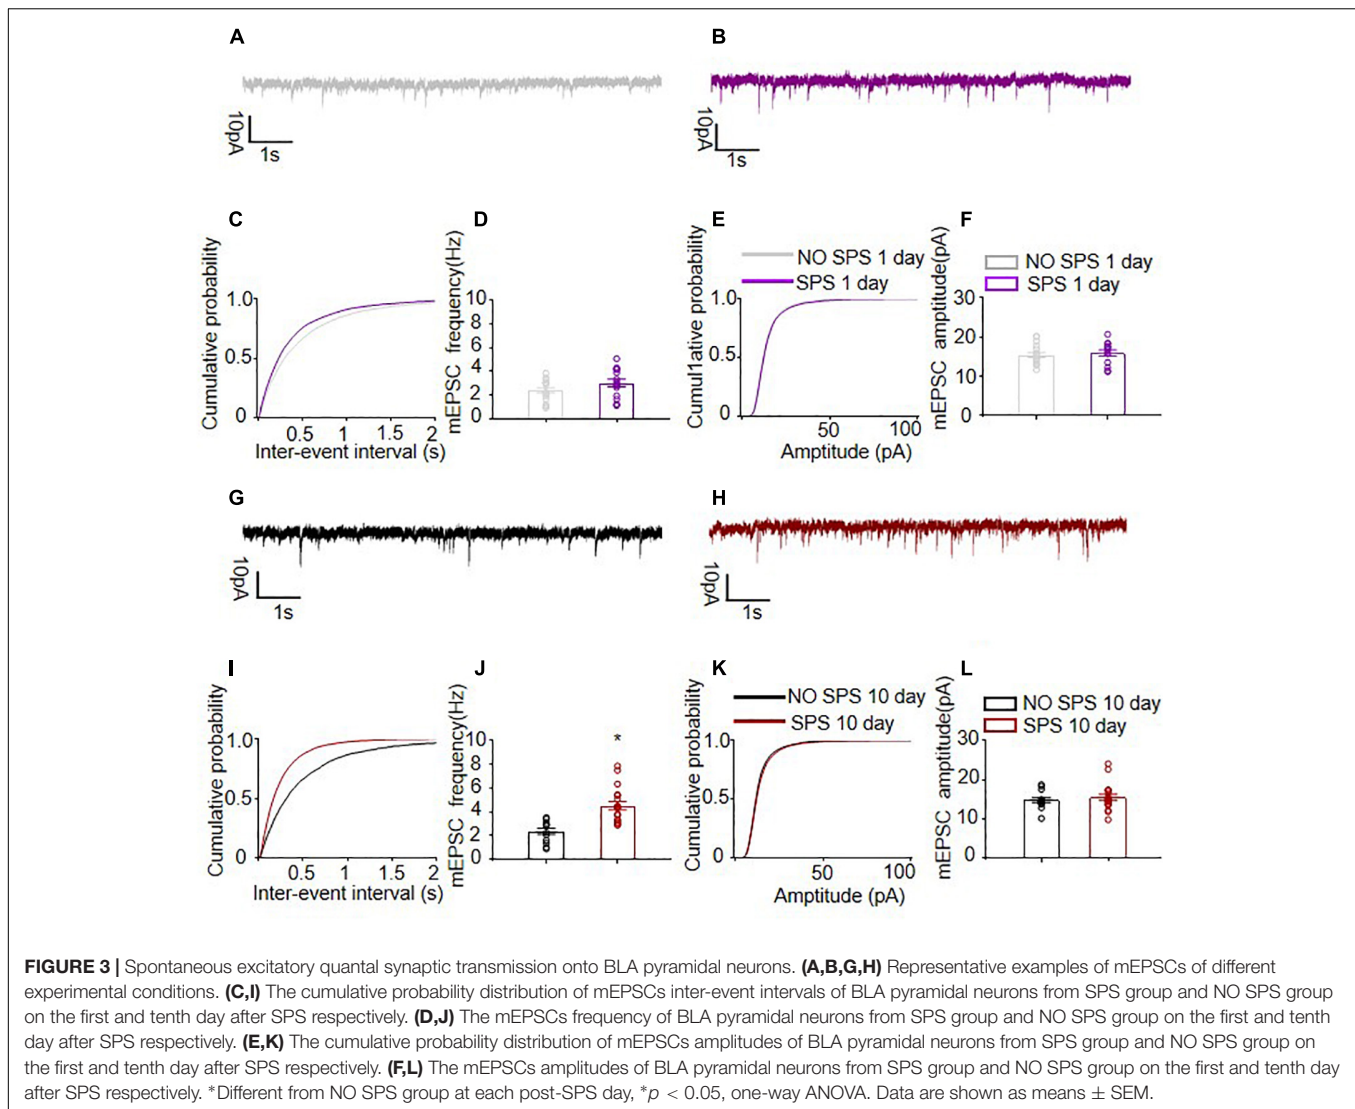 A
B
10pA
1s
10pA
1s
C
D
E
F
Cumulative probability
1.0
0.5
0
0.5 1 1.5 2
Inter-event interval (s)
mEPSC frequency(Hz)
10
8
6
4
2
0
NO SPS 1 day
SPS 1 day
Cumul1ative probability
1.0
0.5
0
50 100
Amptitude (pA)
NO SPS 1 day
SPS 1 day
mEPSC amplitude(pA)
30
20
10
0
G
H
10pA
1s
10pA
1s
I
J
K
L
Cumulative probability
1.0
0.5
0
0.5 1 1.5 2
Inter-event interval (s)
mEPSC frequency(Hz)
10
8
6
4
2
0
*
NO SPS 10 day
SPS 10 day
Cumulative probability
1.0
0.5
0
50 100
Amptitude (pA)
NO SPS 10 day
SPS 10 day
mEPSC amplitude(pA)
30
20
10
0
FIGURE 3 | Spontaneous excitatory quantal synaptic transmission onto BLA pyramidal neurons. (A,B,G,H) Representative examples of mEPSCs of different
experimental conditions. (C,I) The cumulative probability distribution of mEPSCs inter-event intervals of BLA pyramidal neurons from SPS group and NO SPS group
on the first and tenth day after SPS respectively. (D,J) The mEPSCs frequency of BLA pyramidal neurons from SPS group and NO SPS group on the first and tenth
day after SPS respectively. (E,K) The cumulative probability distribution of mEPSCs amplitudes of BLA pyramidal neurons from SPS group and NO SPS group on
the first and tenth day after SPS respectively. (F,L) The mEPSCs amplitudes of BLA pyramidal neurons from SPS group and NO SPS group on the first and tenth day
after SPS respectively. *Different from NO SPS group at each post-SPS day, *p < 0.05, one-way ANOVA. Data are shown as means ± SEM.